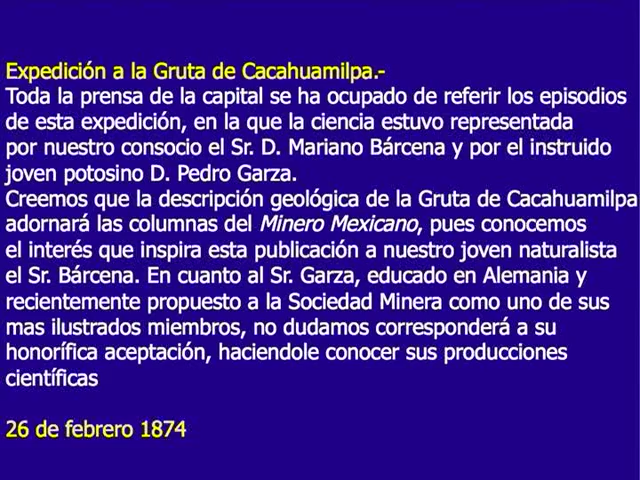 Expedición a la Gruta de Cacahuamilpa.-
Toda la prensa de la capital se ha ocupado de referir los episodios
de esta expedición, en la que la ciencia estuvo representada
por nuestro consocio el Sr. D. Mariano Bárcena y por el instruido
joven potosino D. Pedro Garza.
Creemos que la descripción geológica de la Gruta de Cacahuamilpa
adornará las columnas del Minero Mexicano, pues conocemos
el interés que inspira esta publicación a nuestro joven naturalista
el Sr. Bárcena. En cuanto al Sr. Garza, educado en Alemania y
recientemente propuesto a la Sociedad Minera como uno de sus
mas ilustrados miembros, no dudamos corresponderá a su
honorífica aceptación, haciendole conocer sus producciones
científicas
26 de febrero 1874